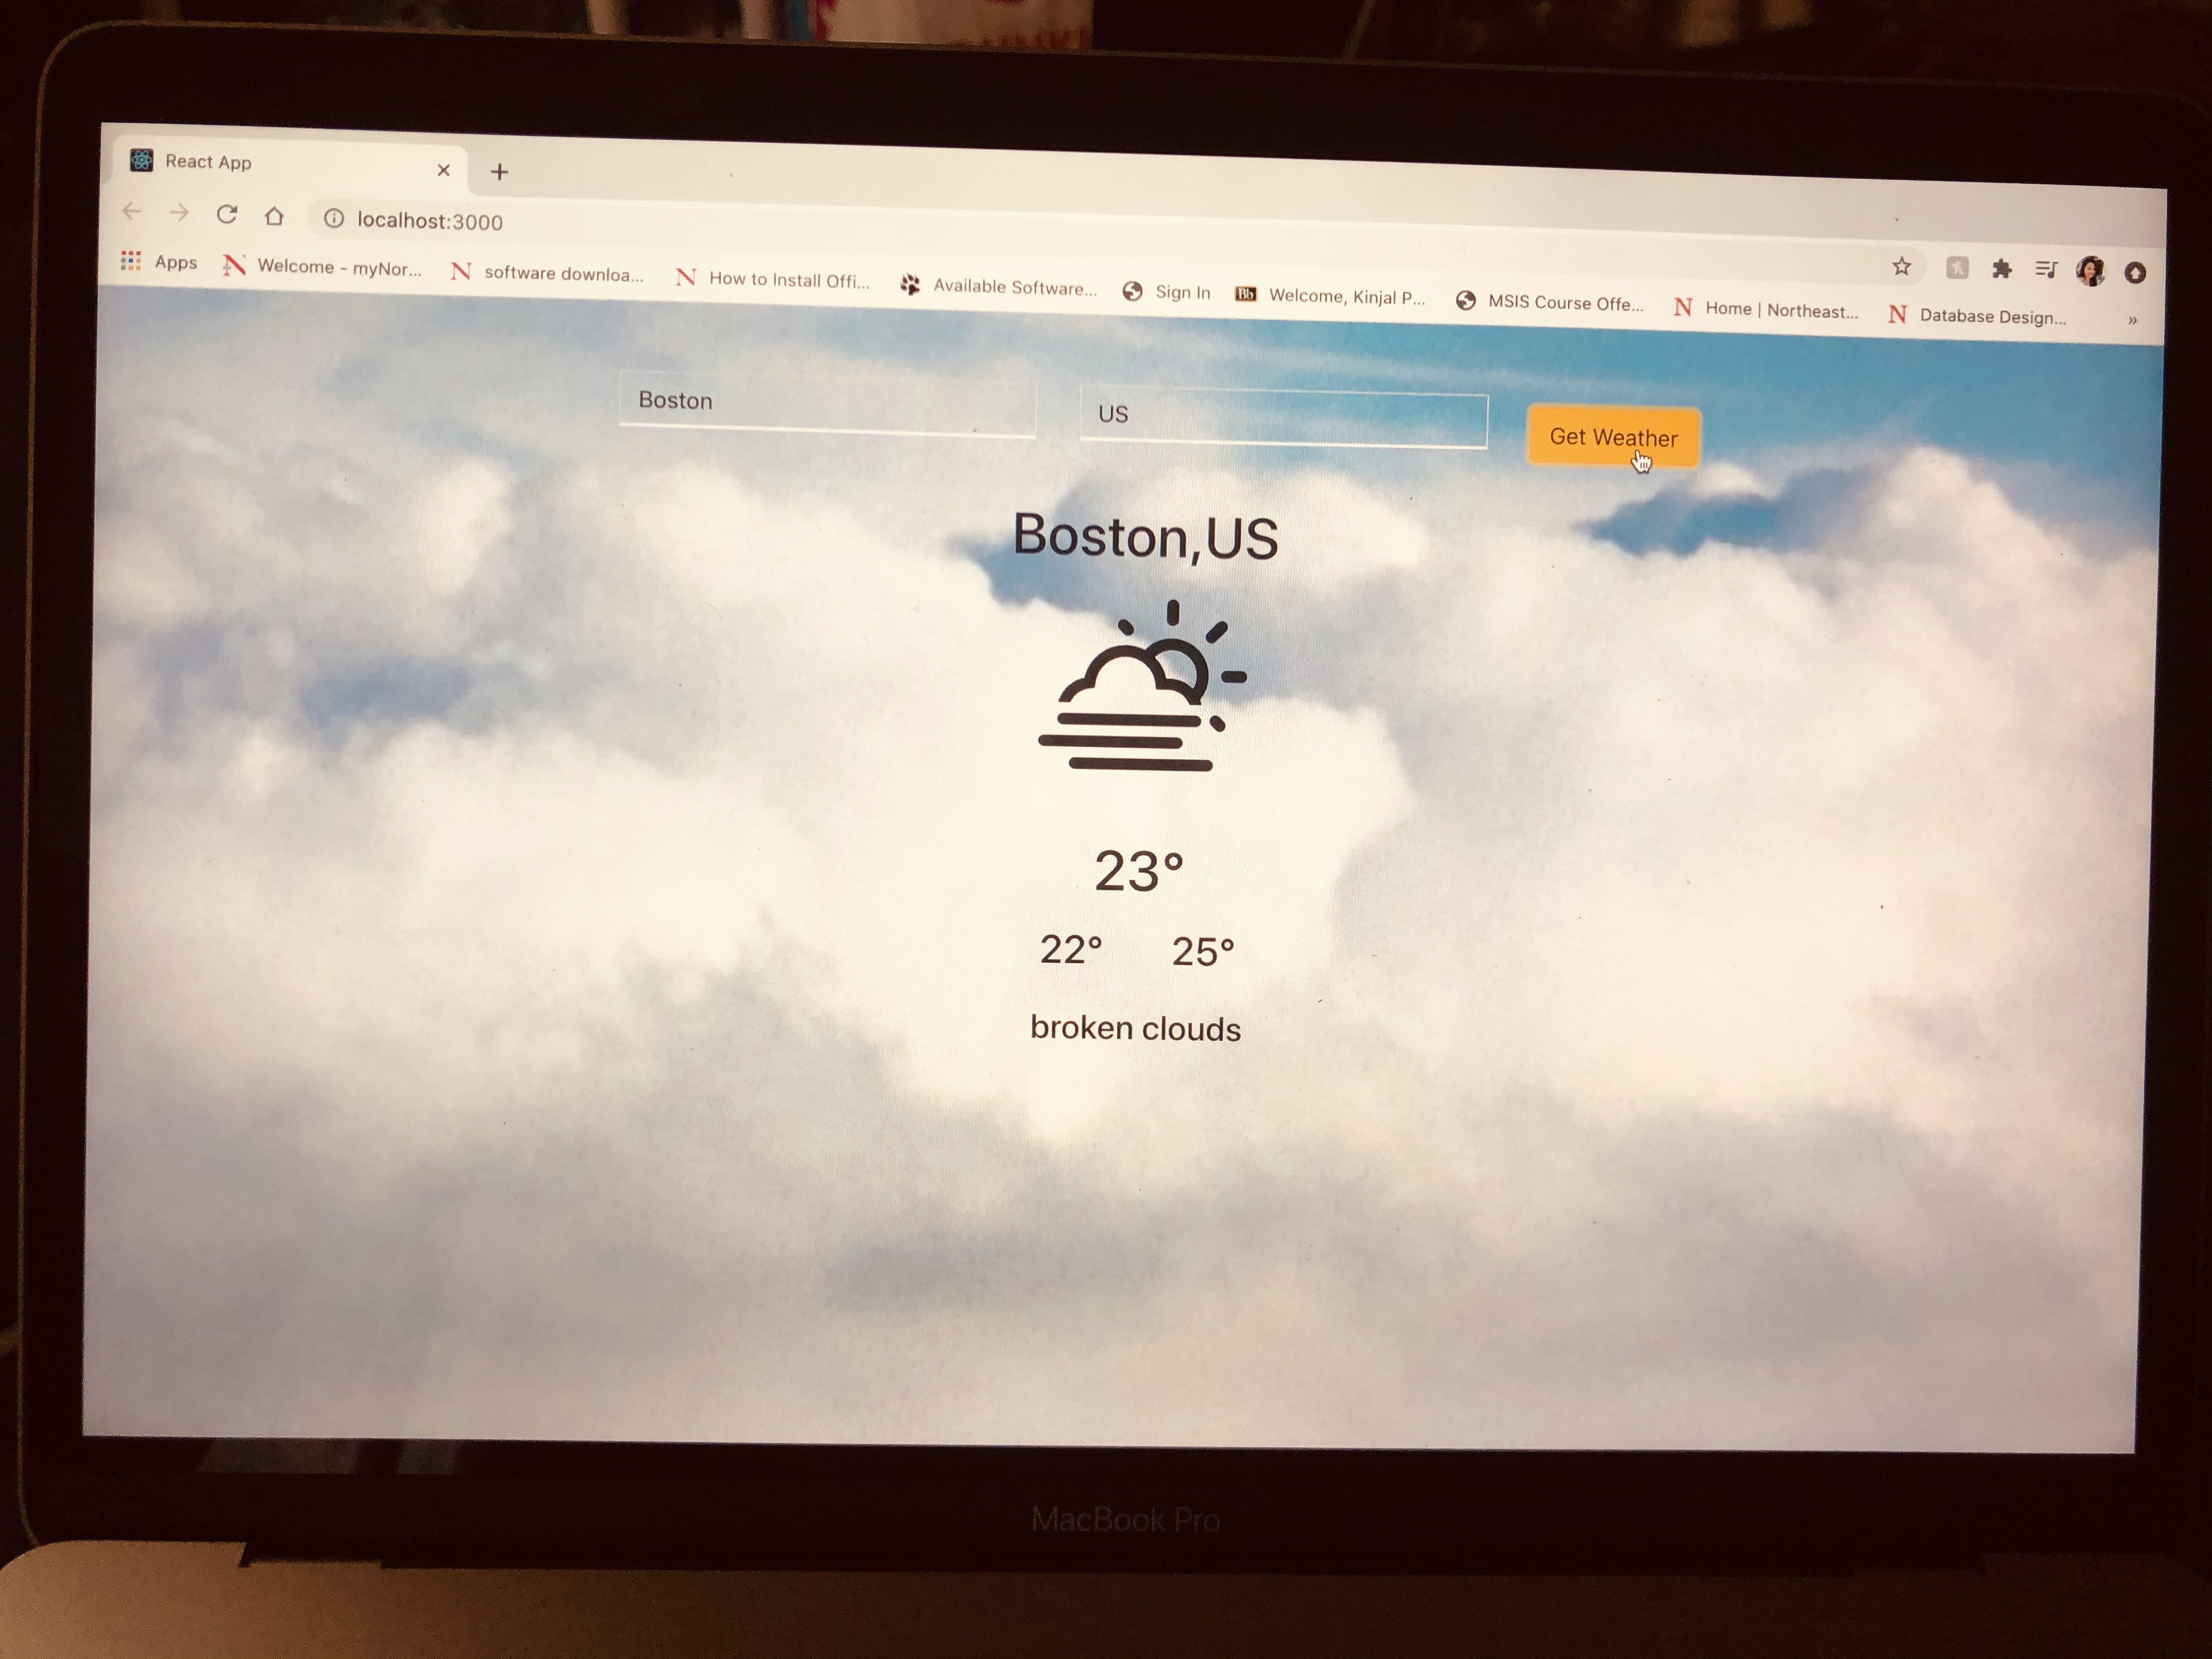 React App
localhost:3000
Apps Welcome - myNor... software downloa... How to Install Offi... Available Software... Sign In Bb Welcome, Kinjal P... MSIS Course Offe... Home | Northeast... Database Design... »
Boston US Get Weather
Boston,US
23°
22° 25°
broken clouds
MacBook Pro